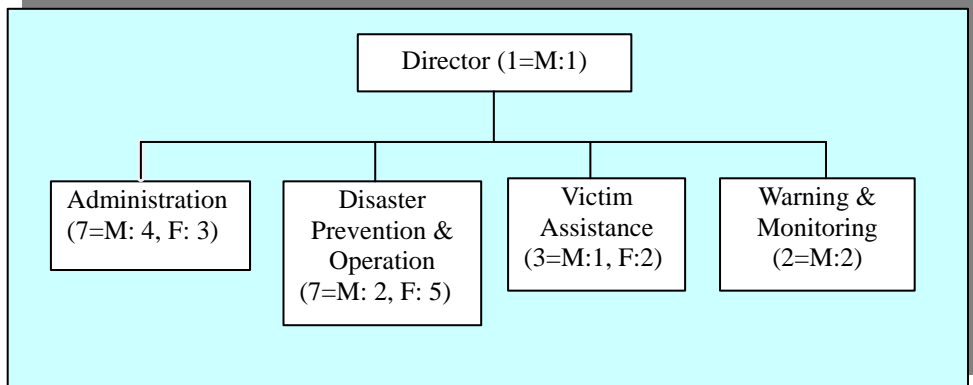 Director (1=M:1)
Administration
(7=M: 4, F: 3)
Disaster
Prevention &
Operation
(7=M: 2, F: 5)
Victim
Assistance
(3=M:1, F:2)
Warning &
Monitoring
(2=M:2)